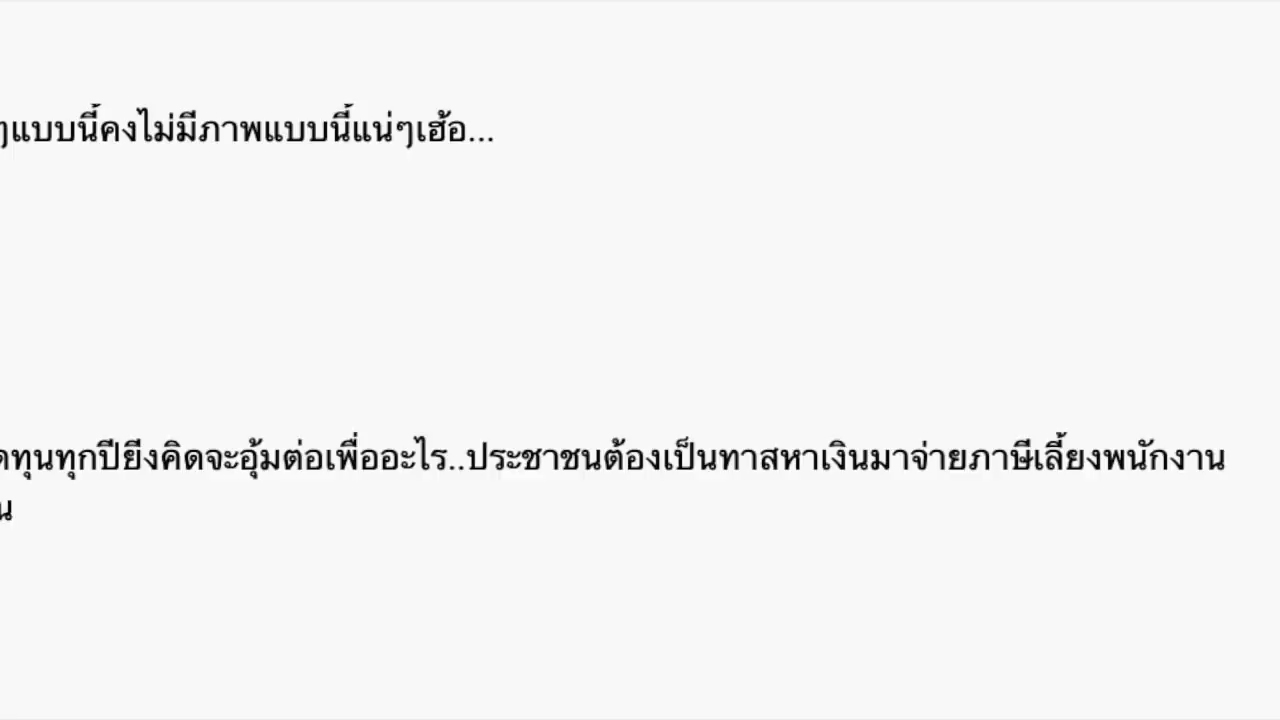 ๆแบบนี้คงไม่มีภาพแบบนี้แน่ๆเฮ้อ...
ดทุนทุกปียีงคิดจะอุ้มต่อเพื่ออะไร..ประชาชนต้องเป็นทาสหาเงินมาจ่ายภาษีเลี้ยงพนักงาน
น